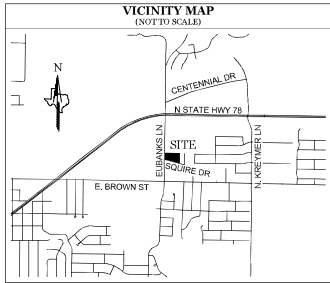 VICINITY MAP
(NOT TO SCALE)
N
CENTENNIAL DR
N STATE HWY 78
EUBANKS LN
SITE
SQUIRE DR
N. KREYMER LN
E. BROWN ST